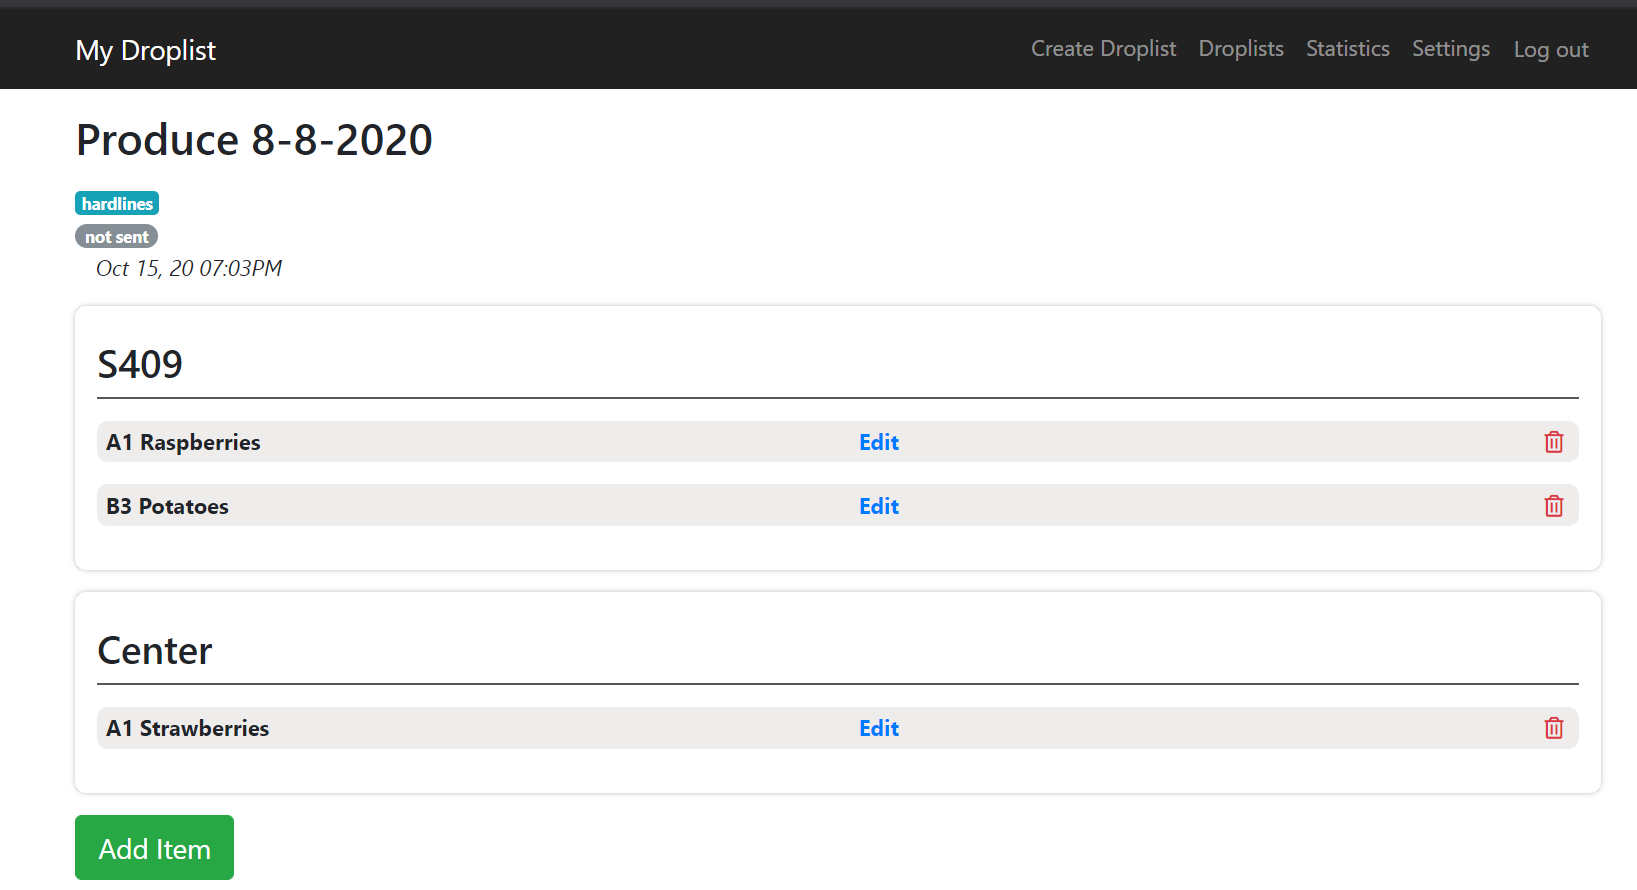 My Droplist Create Droplist Droplists Statistics Settings Log out
Produce 8-8-2020
hardlines
not sent
Oct 15, 20 07:03PM
S409
A1 Raspberries Edit
B3 Potatoes Edit
Center
A1 Strawberries Edit
Add Item